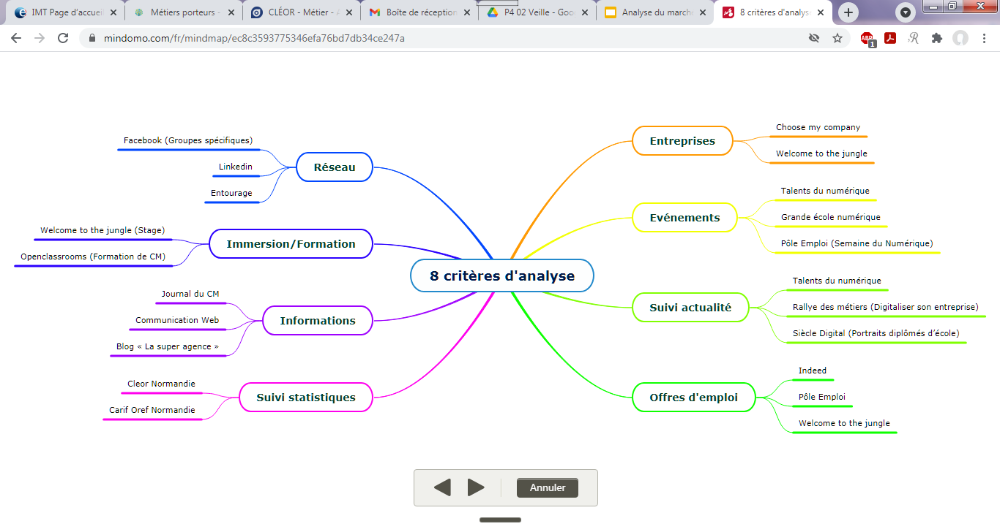 IMT Page d'accueil
Métiers porteurs -
CLÉOR - Métier - A
Boîte de réception
P4 02 Veille - Goo
Analyse du marché
8 critères d'analyse
mindomo.com/fr/mindmap/ec8c3593775346efa76bd7db34ce247a
ABP
1
8 critères d'analyse
Réseau
Facebook (Groupes spécifiques)
Linkedin
Entourage
Immersion/Formation
Welcome to the jungle (Stage)
Openclassrooms (Formation de CM)
Informations
Journal du CM
Communication Web
Blog « La super agence »
Suivi statistiques
Cleor Normandie
Carif Oref Normandie
Entreprises
Choose my company
Welcome to the jungle
Evénements
Talents du numérique
Grande école numérique
Pôle Emploi (Semaine du Numérique)
Suivi actualité
Talents du numérique
Rallye des métiers (Digitaliser son entreprise)
Siècle Digital (Portraits diplômés d’école)
Offres d'emploi
Indeed
Pôle Emploi
Welcome to the jungle
Annuler